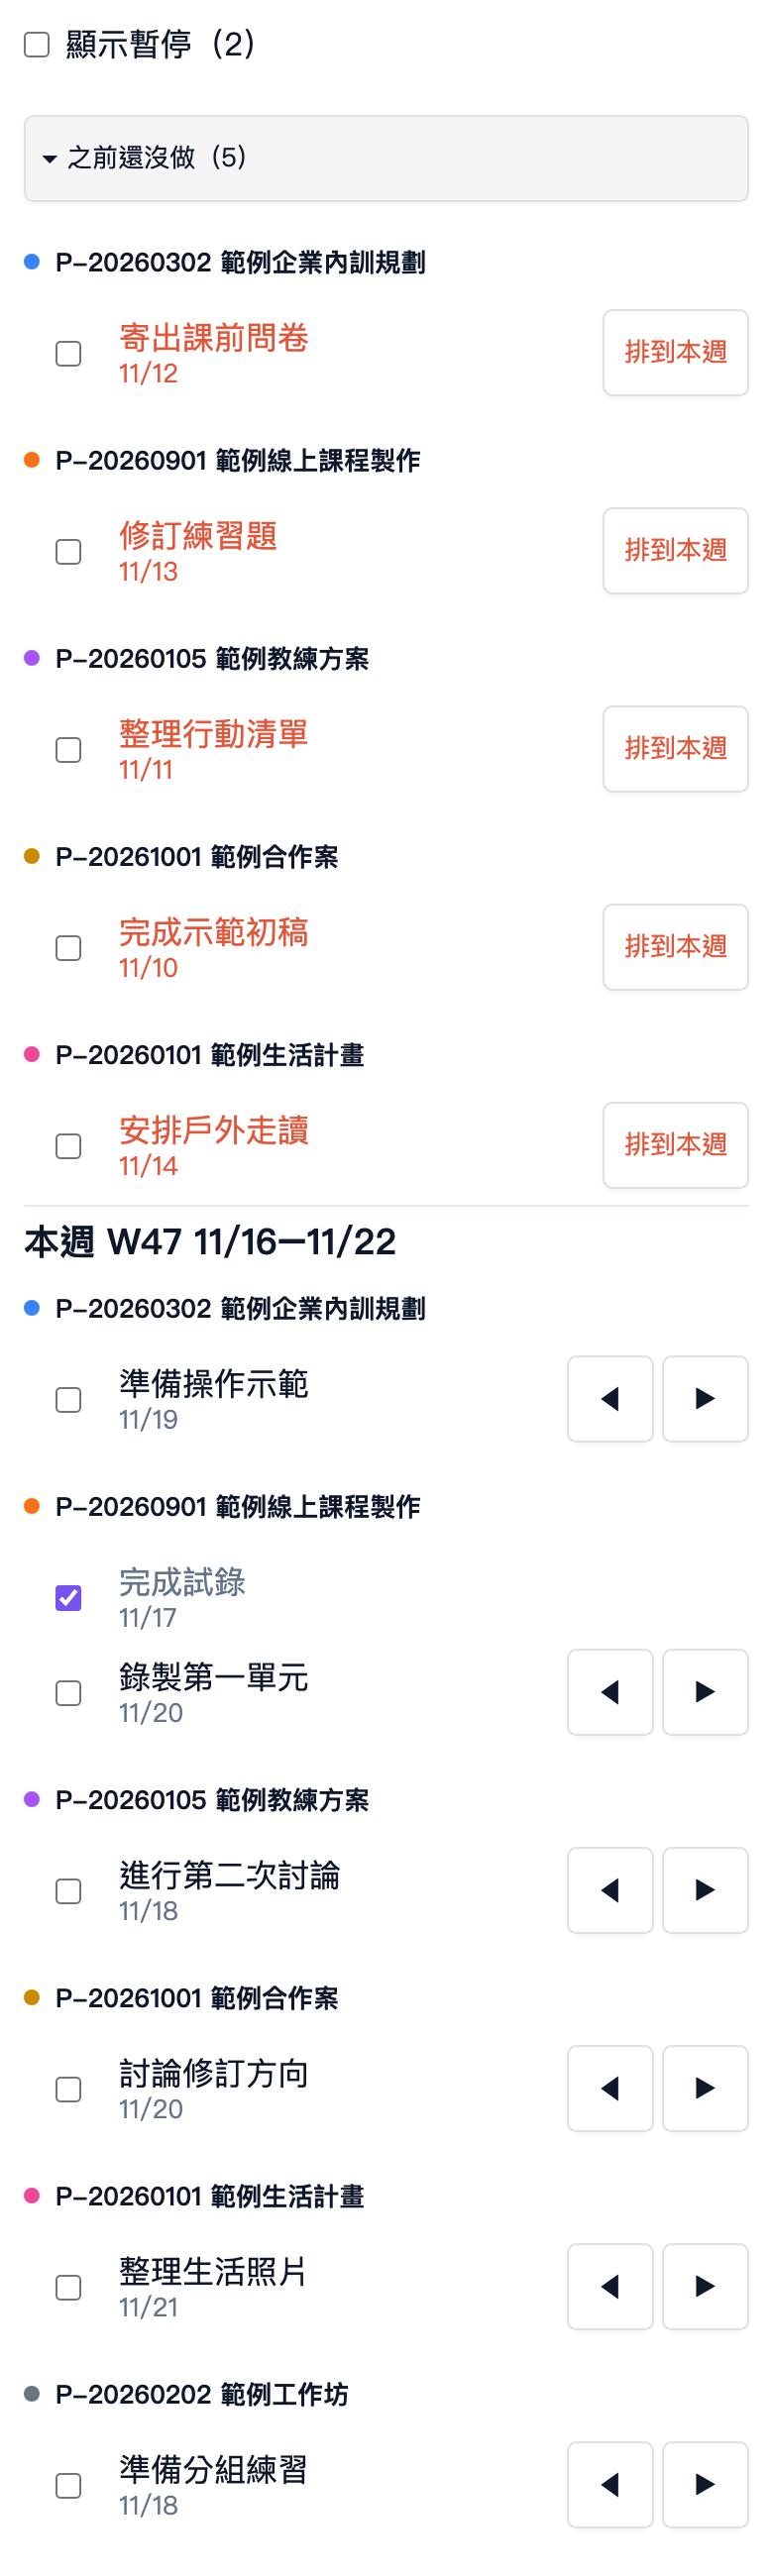 顯示暫停（2）
之前還沒做（5）
P-20260302 範例企業內訓規劃
寄出課前問卷
11/12
排到本週
P-20260901 範例線上課程製作
修訂練習題
11/13
排到本週
P-20260105 範例教練方案
整理行動清單
11/11
排到本週
P-20261001 範例合作案
完成示範初稿
11/10
排到本週
P-20260101 範例生活計畫
安排戶外走讀
11/14
排到本週
本週 W47 11/16–11/22
P-20260302 範例企業內訓規劃
準備操作示範
11/19
P-20260901 範例線上課程製作
完成試錄
11/17
錄製第一單元
11/20
P-20260105 範例教練方案
進行第二次討論
11/18
P-20261001 範例合作案
討論修訂方向
11/20
P-20260101 範例生活計畫
整理生活照片
11/21
P-20260202 範例工作坊
準備分組練習
11/18